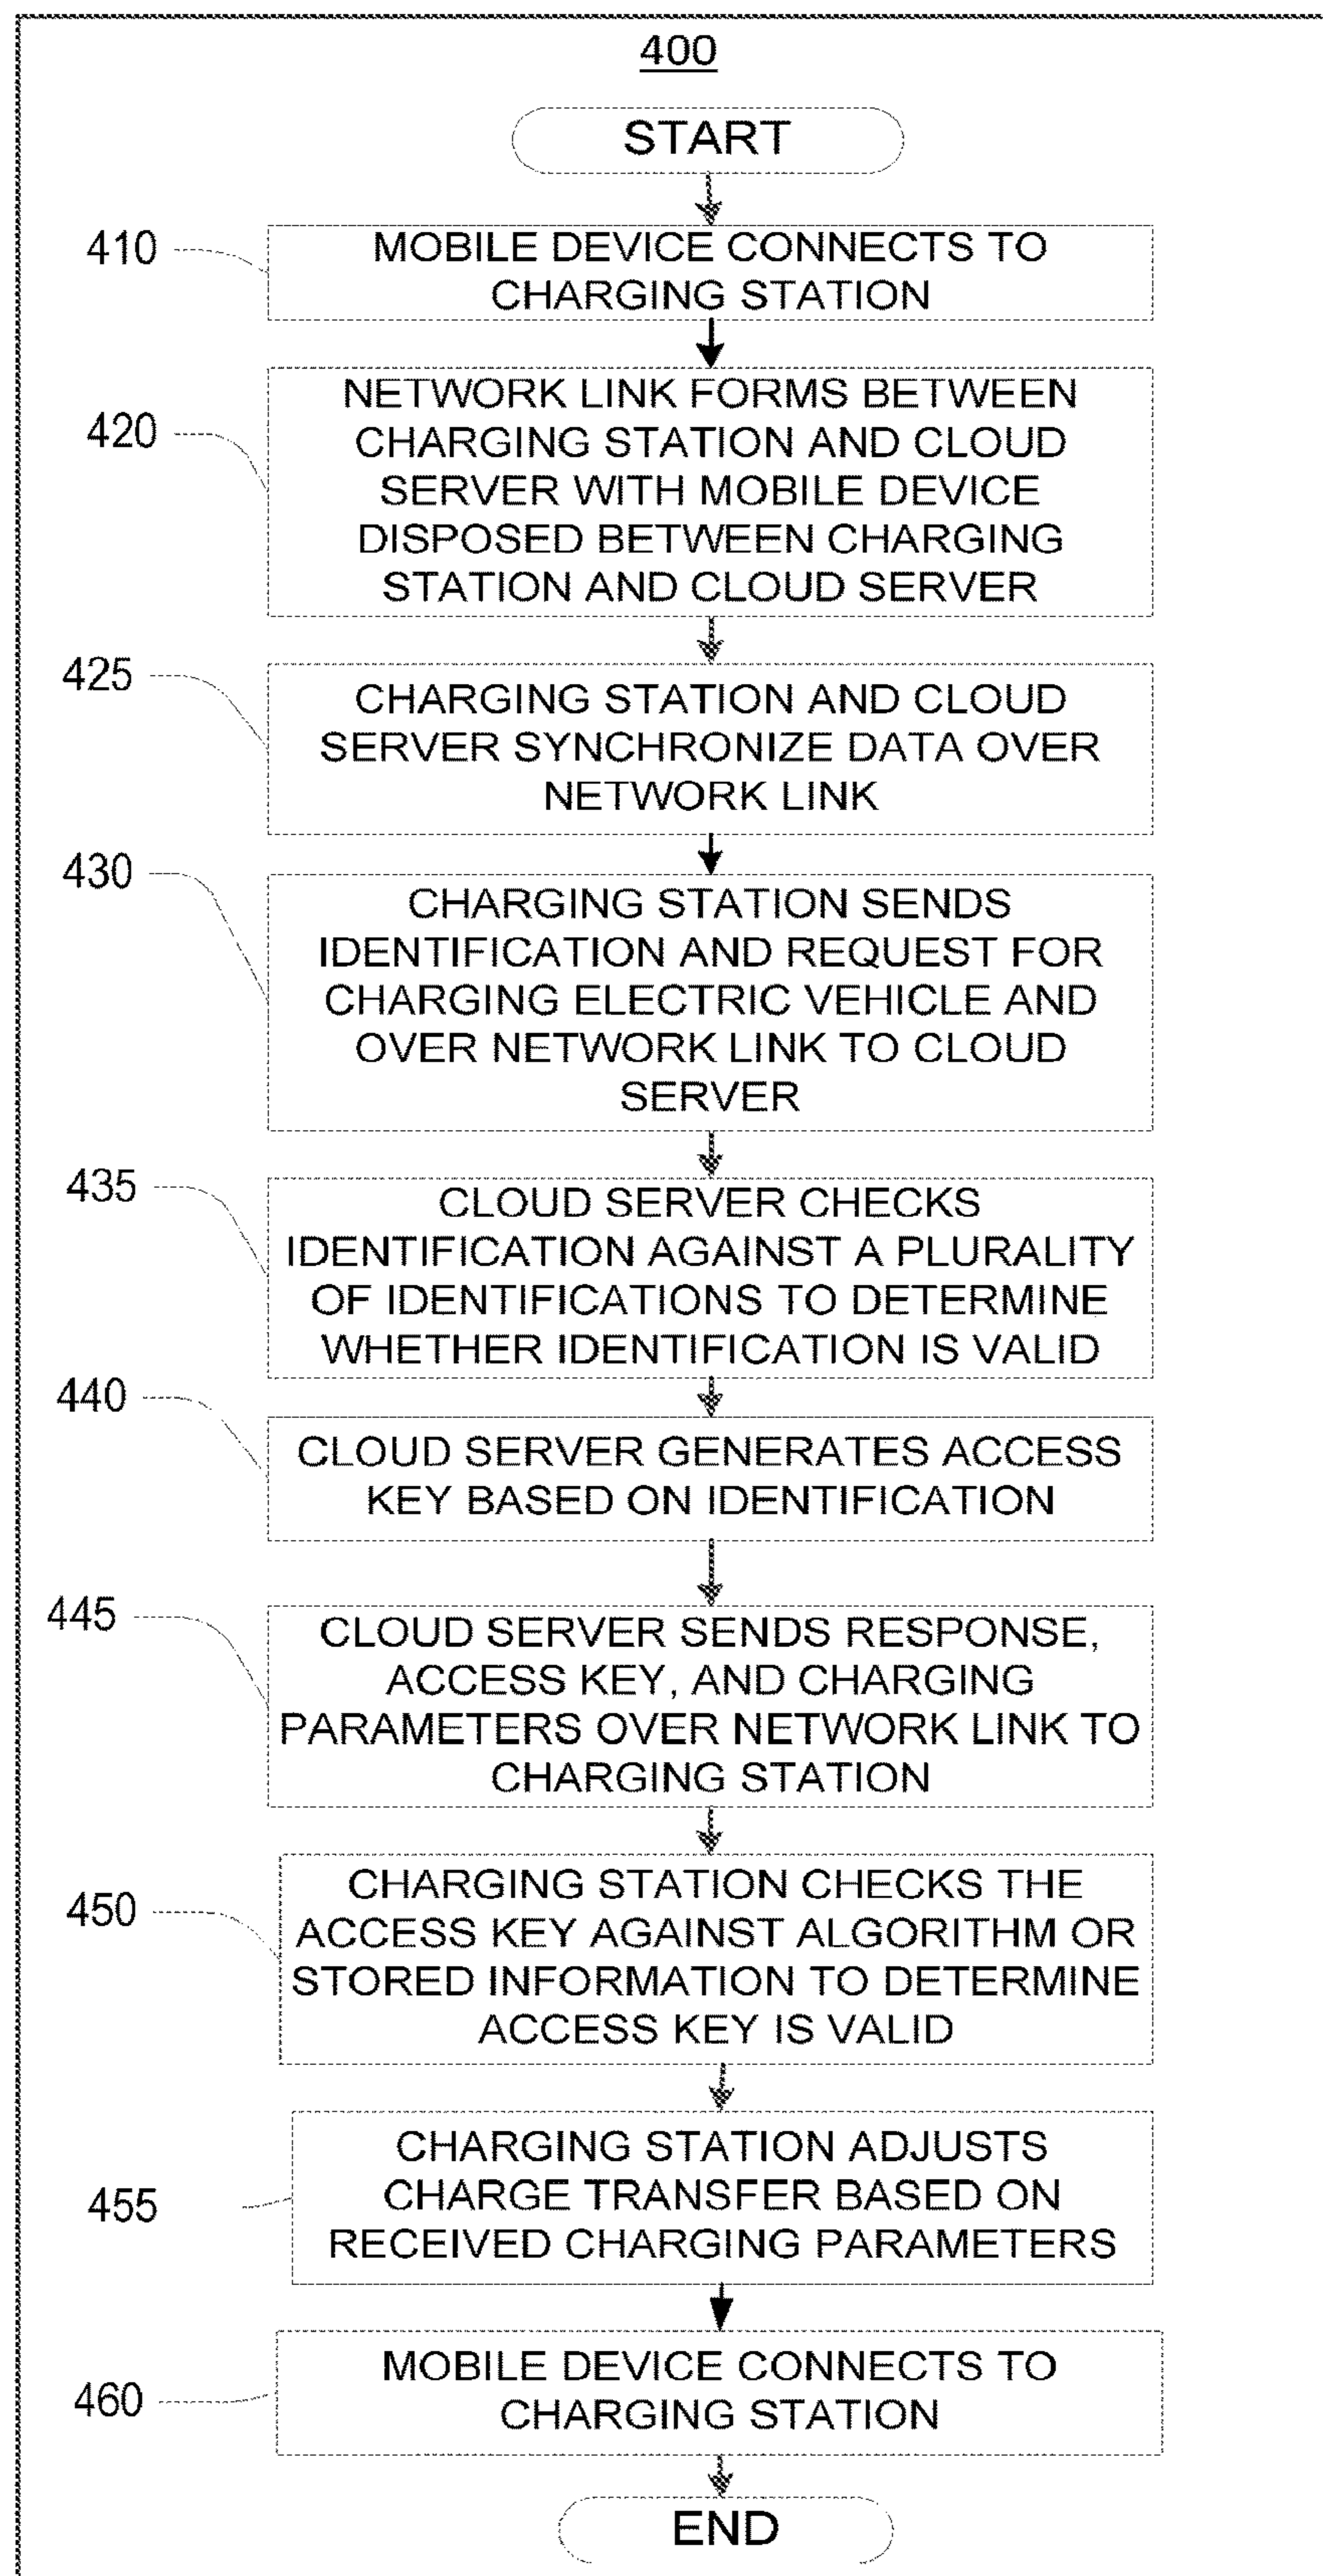 400
START
410
MOBILE DEVICE CONNECTS TO
CHARGING STATION
420
NETWORK LINK FORMS BETWEEN
CHARGING STATION AND CLOUD
SERVER WITH MOBILE DEVICE
DISPOSED BETWEEN CHARGING
STATION AND CLOUD SERVER
425
CHARGING STATION AND CLOUD
SERVER SYNCHRONIZE DATA OVER
NETWORK LINK
430
CHARGING STATION SENDS
IDENTIFICATION AND REQUEST FOR
CHARGING ELECTRIC VEHICLE AND
OVER NETWORK LINK TO CLOUD
SERVER
435
CLOUD SERVER CHECKS
IDENTIFICATION AGAINST A PLURALITY
OF IDENTIFICATIONS TO DETERMINE
WHETHER IDENTIFICATION IS VALID
440
CLOUD SERVER GENERATES ACCESS
KEY BASED ON IDENTIFICATION
445
CLOUD SERVER SENDS RESPONSE,
ACCESS KEY, AND CHARGING
PARAMETERS OVER NETWORK LINK TO
CHARGING STATION
450
CHARGING STATION CHECKS THE
ACCESS KEY AGAINST ALGORITHM OR
STORED INFORMATION TO DETERMINE
ACCESS KEY IS VALID
455
CHARGING STATION ADJUSTS
CHARGE TRANSFER BASED ON
RECEIVED CHARGING PARAMETERS
460
MOBILE DEVICE CONNECTS TO
CHARGING STATION
END